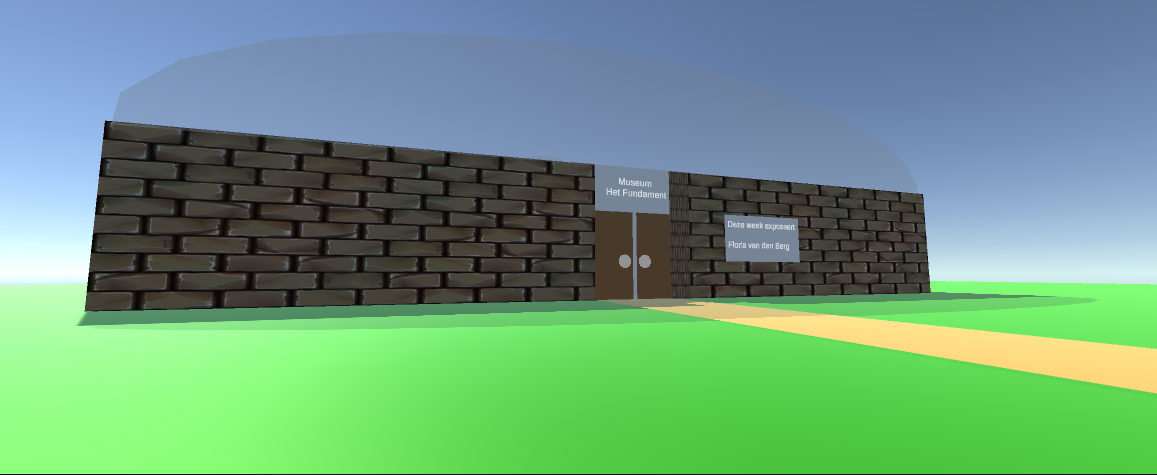 Museum
Het Fundament
Deze week exposeert
Floris van den Berg